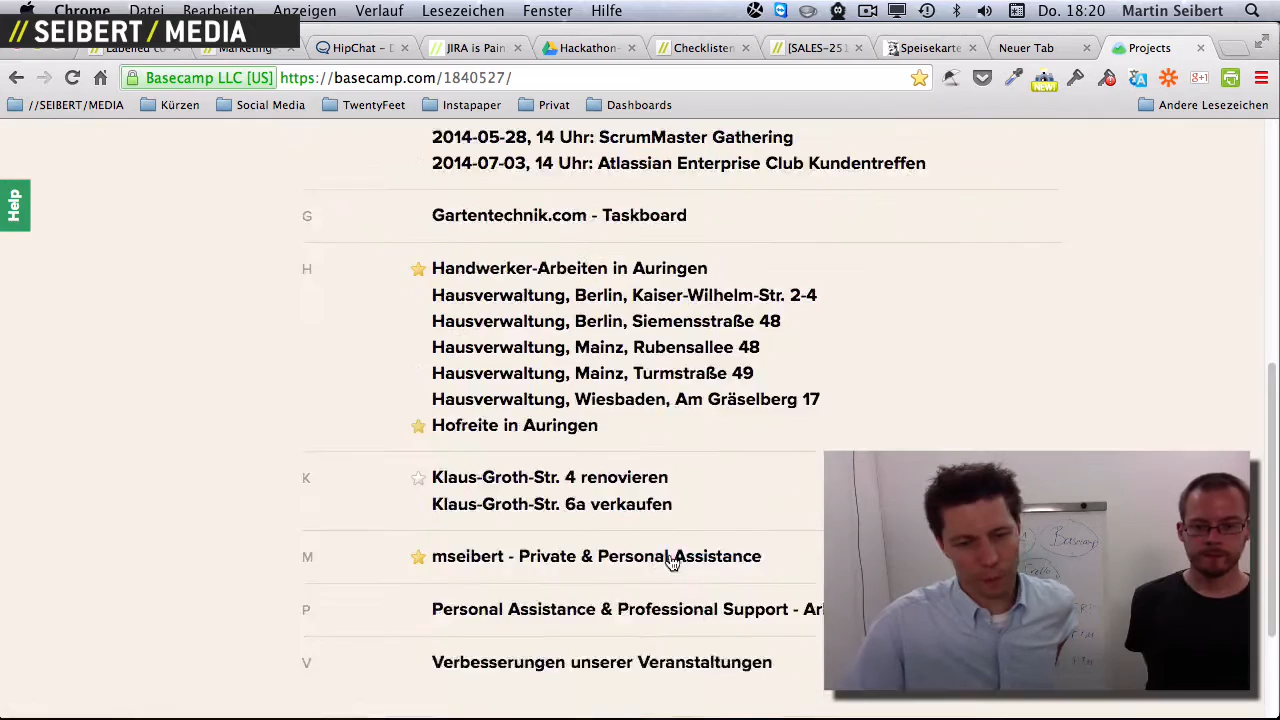 Chrome Datei Bearbeiten Anzeigen Verlauf Lesezeichen Fenster Hilfe Do. 18:20 Martin Seibert
// SEIBERT / MEDIA
Labelled co Marketing HipChat - D JIRA is Pain Hackathon- Checklisten [SALES-251 Speisekarte Neuer Tab Projects
Basecamp LLC [US] https://basecamp.com/1840527/ NEW!
//SEIBERT/MEDIA Kürzen Social Media TwentyFeet Instapaper Privat Dashboards Andere Lesezeichen
2014-05-28, 14 Uhr: ScrumMaster Gathering
2014-07-03, 14 Uhr: Atlassian Enterprise Club Kundentreffen
Help
G Gartentechnik.com - Taskboard
H Handwerker-Arbeiten in Auringen
Hausverwaltung, Berlin, Kaiser-Wilhelm-Str. 2-4
Hausverwaltung, Berlin, Siemensstraße 48
Hausverwaltung, Mainz, Rubensallee 48
Hausverwaltung, Mainz, Turmstraße 49
Hausverwaltung, Wiesbaden, Am Gräselberg 17
Hofreite in Auringen
K Klaus-Groth-Str. 4 renovieren
Klaus-Groth-Str. 6a verkaufen
M mseibert - Private & Personal Assistance
Basecamp
P Personal Assistance & Professional Support - Ari
V Verbesserungen unserer Veranstaltungen